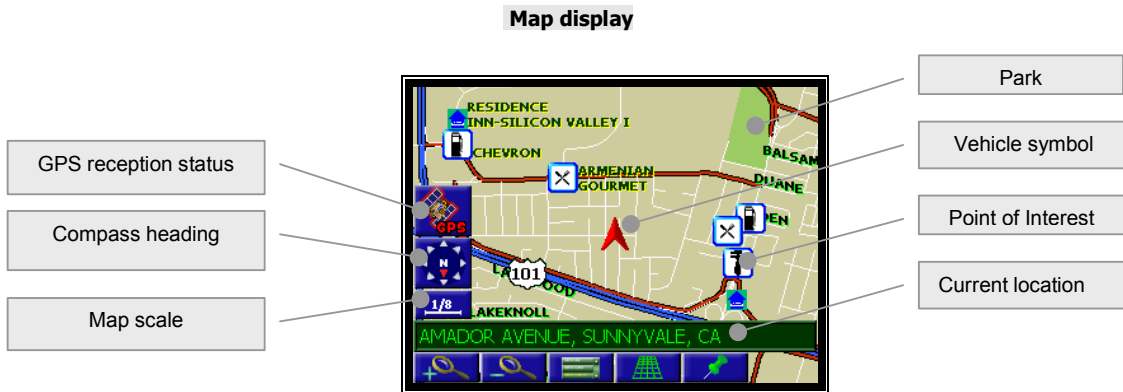 Map display
Park
Vehicle symbol
Point of Interest
Current location
GPS reception status
Compass heading
Map scale
RESIDENCE
INN-SILICON VALLEY I
CHEVRON
ARMENIAN
GOURMET
BALSAM
DUANE
DEN
GPS
N
101
1/8
LAKEKNOLL
AMADOR AVENUE, SUNNYVALE, CA